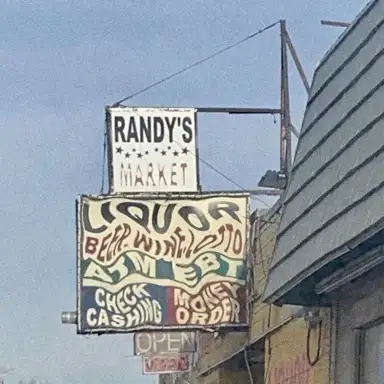 RANDY'S
MARKET
LIQUOR
BEER·WINE·LOTTO
ATM EBT
CHECK CASHING
MONEY ORDER
OPEN